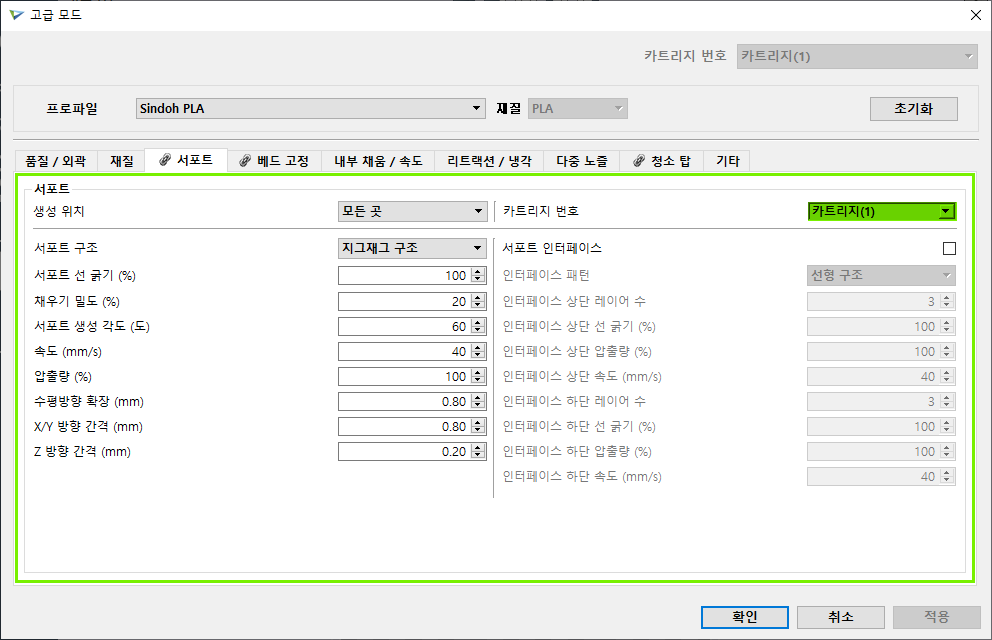 고급 모드
카트리지 번호 카트리지(1)
프로파일 Sindoh PLA 재질 PLA 초기화
품질 / 외곽 재질 서포트 베드 고정 내부 채움 / 속도 리트랙션 / 냉각 다중 노즐 청소 탑 기타
서포트
생성 위치 모든 곳 카트리지 번호 카트리지(1)
서포트 구조 지그재그 구조 서포트 인터페이스
서포트 선 굵기 (%) 100 인터페이스 패턴 선형 구조
채우기 밀도 (%) 20 인터페이스 상단 레이어 수 3
서포트 생성 각도 (도) 60 인터페이스 상단 선 굵기 (%) 100
속도 (mm/s) 40 인터페이스 상단 압출량 (%) 100
압출량 (%) 100 인터페이스 상단 속도 (mm/s) 40
수평방향 확장 (mm) 0.80 인터페이스 하단 레이어 수 3
X/Y 방향 간격 (mm) 0.80 인터페이스 하단 선 굵기 (%) 100
Z 방향 간격 (mm) 0.20 인터페이스 하단 압출량 (%) 100
인터페이스 하단 속도 (mm/s) 40
확인 취소 적용